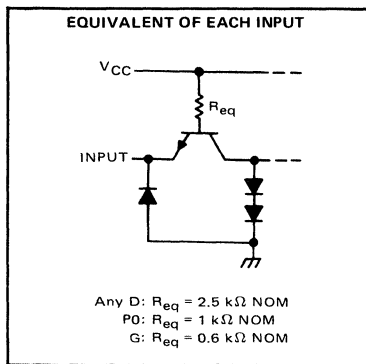 EQUIVALENT OF EACH INPUT
VCC
Req
INPUT
Any D: Req = 2.5 kΩ NOM
P0: Req = 1 kΩ NOM
G: Req = 0.6 kΩ NOM